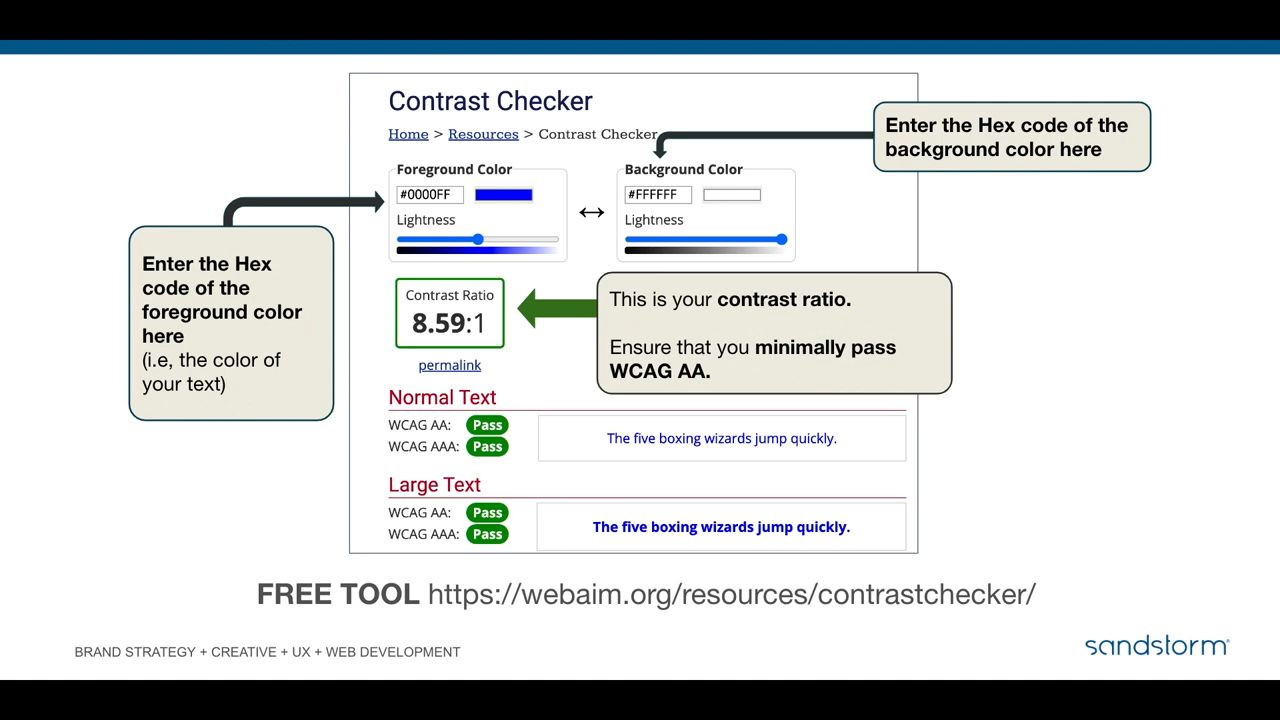 Contrast Checker
Home > Resources > Contrast Checker
Enter the Hex code of the
background color here
Foreground Color
#0000FF
Lightness
Background Color
#FFFFFF
Lightness
Enter the Hex
code of the
foreground color
here
(i.e, the color of
your text)
Contrast Ratio
8.59:1
permalink
This is your contrast ratio.
Ensure that you minimally pass
WCAG AA.
Normal Text
WCAG AA: Pass
WCAG AAA: Pass
The five boxing wizards jump quickly.
Large Text
WCAG AA: Pass
WCAG AAA: Pass
The five boxing wizards jump quickly.
FREE TOOL https://webaim.org/resources/contrastchecker/
BRAND STRATEGY + CREATIVE + UX + WEB DEVELOPMENT
sandstorm®